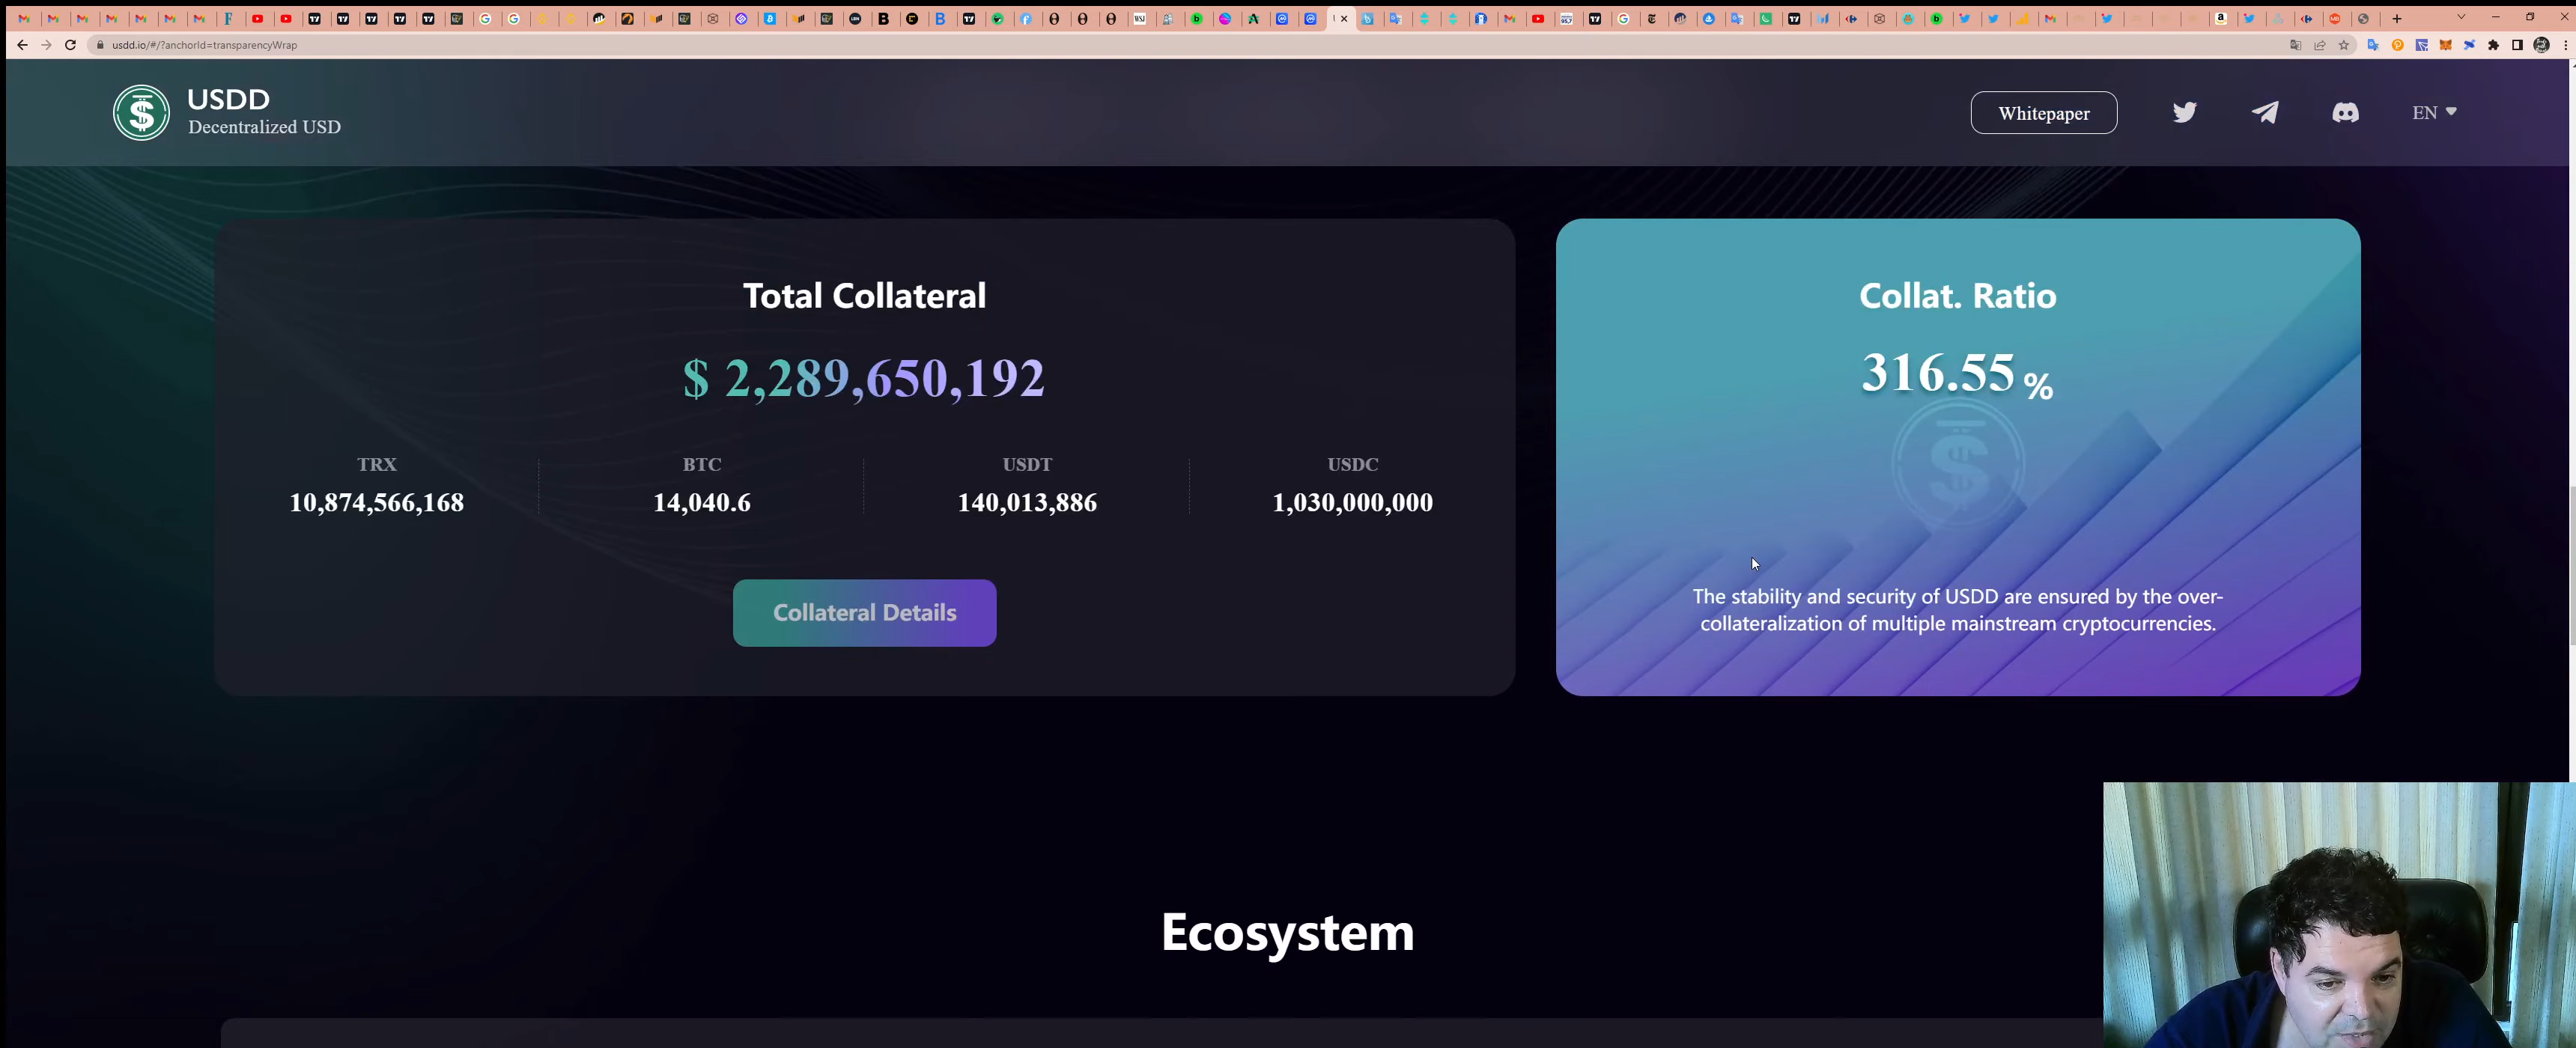 usdd.io/#/?anchorId=transparencyWrap
USDD
Decentralized USD
Whitepaper
EN
Total Collateral
$ 2,289,650,192
TRX
BTC
USDT
USDC
10,874,566,168
14,040.6
140,013,886
1,030,000,000
Collateral Details
Collat. Ratio
316.55 %
The stability and security of USDD are ensured by the over-
collateralization of multiple mainstream cryptocurrencies.
Ecosystem